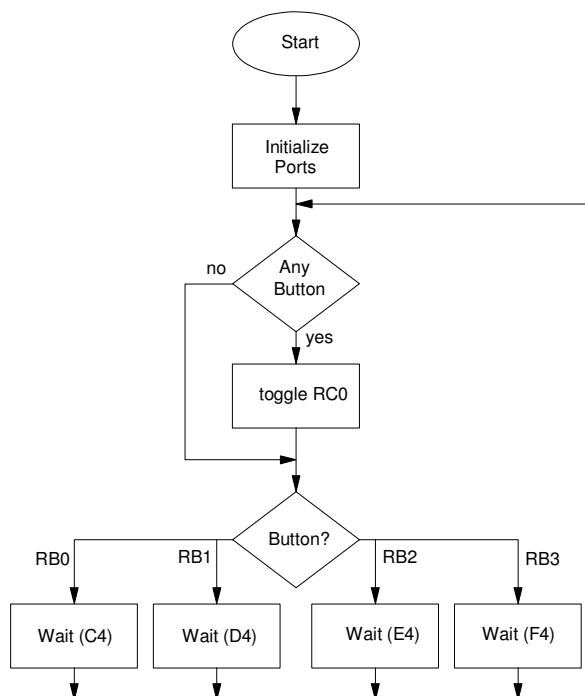 Start
Initialize
Ports
Any
Button
no
yes
toggle RC0
Button?
RB0
RB1
RB2
RB3
Wait (C4)
Wait (D4)
Wait (E4)
Wait (F4)